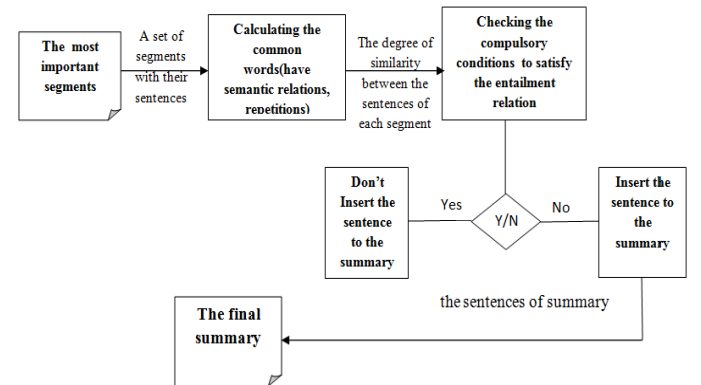 The most
important
segments
A set of
segments
with their
sentences
Calculating the
common
words(have
semantic relations,
repetitions)
The degree of
similarity
between the
sentences of
each segment
Checking the
compulsory
conditions to satisfy
the entailment
relation
Don't
Insert the
sentence
to the
summary
Yes
Y/N
No
Insert the
sentence to
the
summary
the sentences of summary
The final
summary